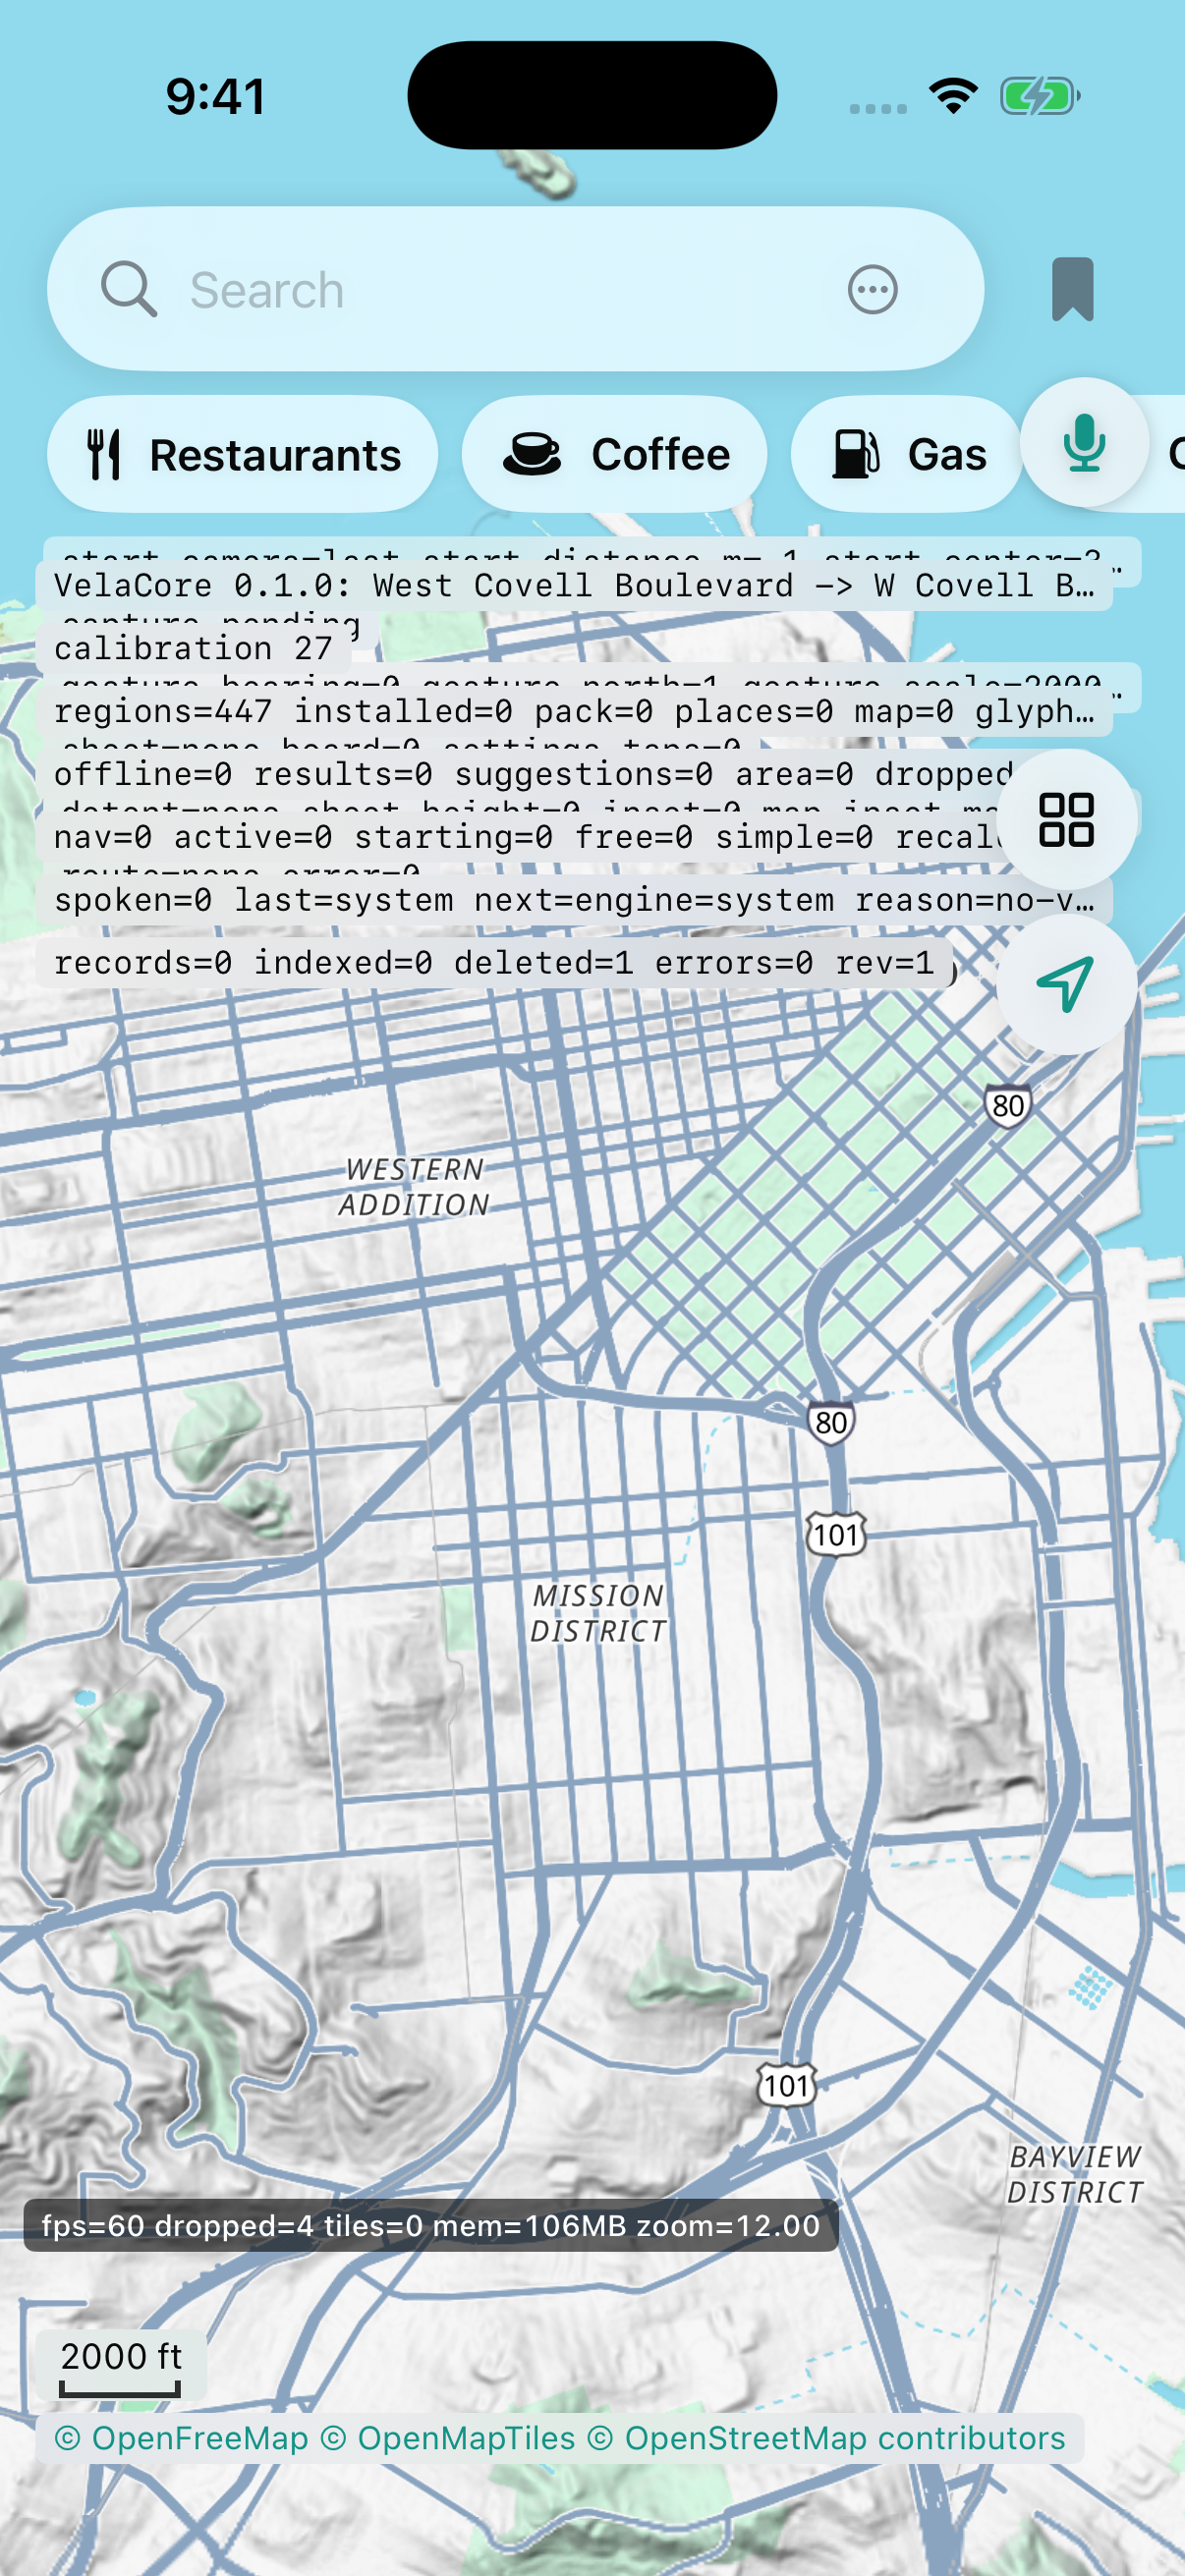 9:41
Search
Restaurants
Coffee
Gas
VelaCore 0.1.0: West Covell Boulevard -> W Covell B…
capture pending
calibration 27
regions=447 installed=0 pack=0 places=0 map=0 glyph…
offline=0 results=0 suggestions=0 area=0 dropped
nav=0 active=0 starting=0 free=0 simple=0
spoken=0 last=system next=engine=system reason=no-v…
records=0 indexed=0 deleted=1 errors=0 rev=1
80
WESTERN
ADDITION
80
101
MISSION
DISTRICT
101
BAYVIEW
DISTRICT
fps=60 dropped=4 tiles=0 mem=106MB zoom=12.00
2000 ft
© OpenFreeMap © OpenMapTiles © OpenStreetMap contributors